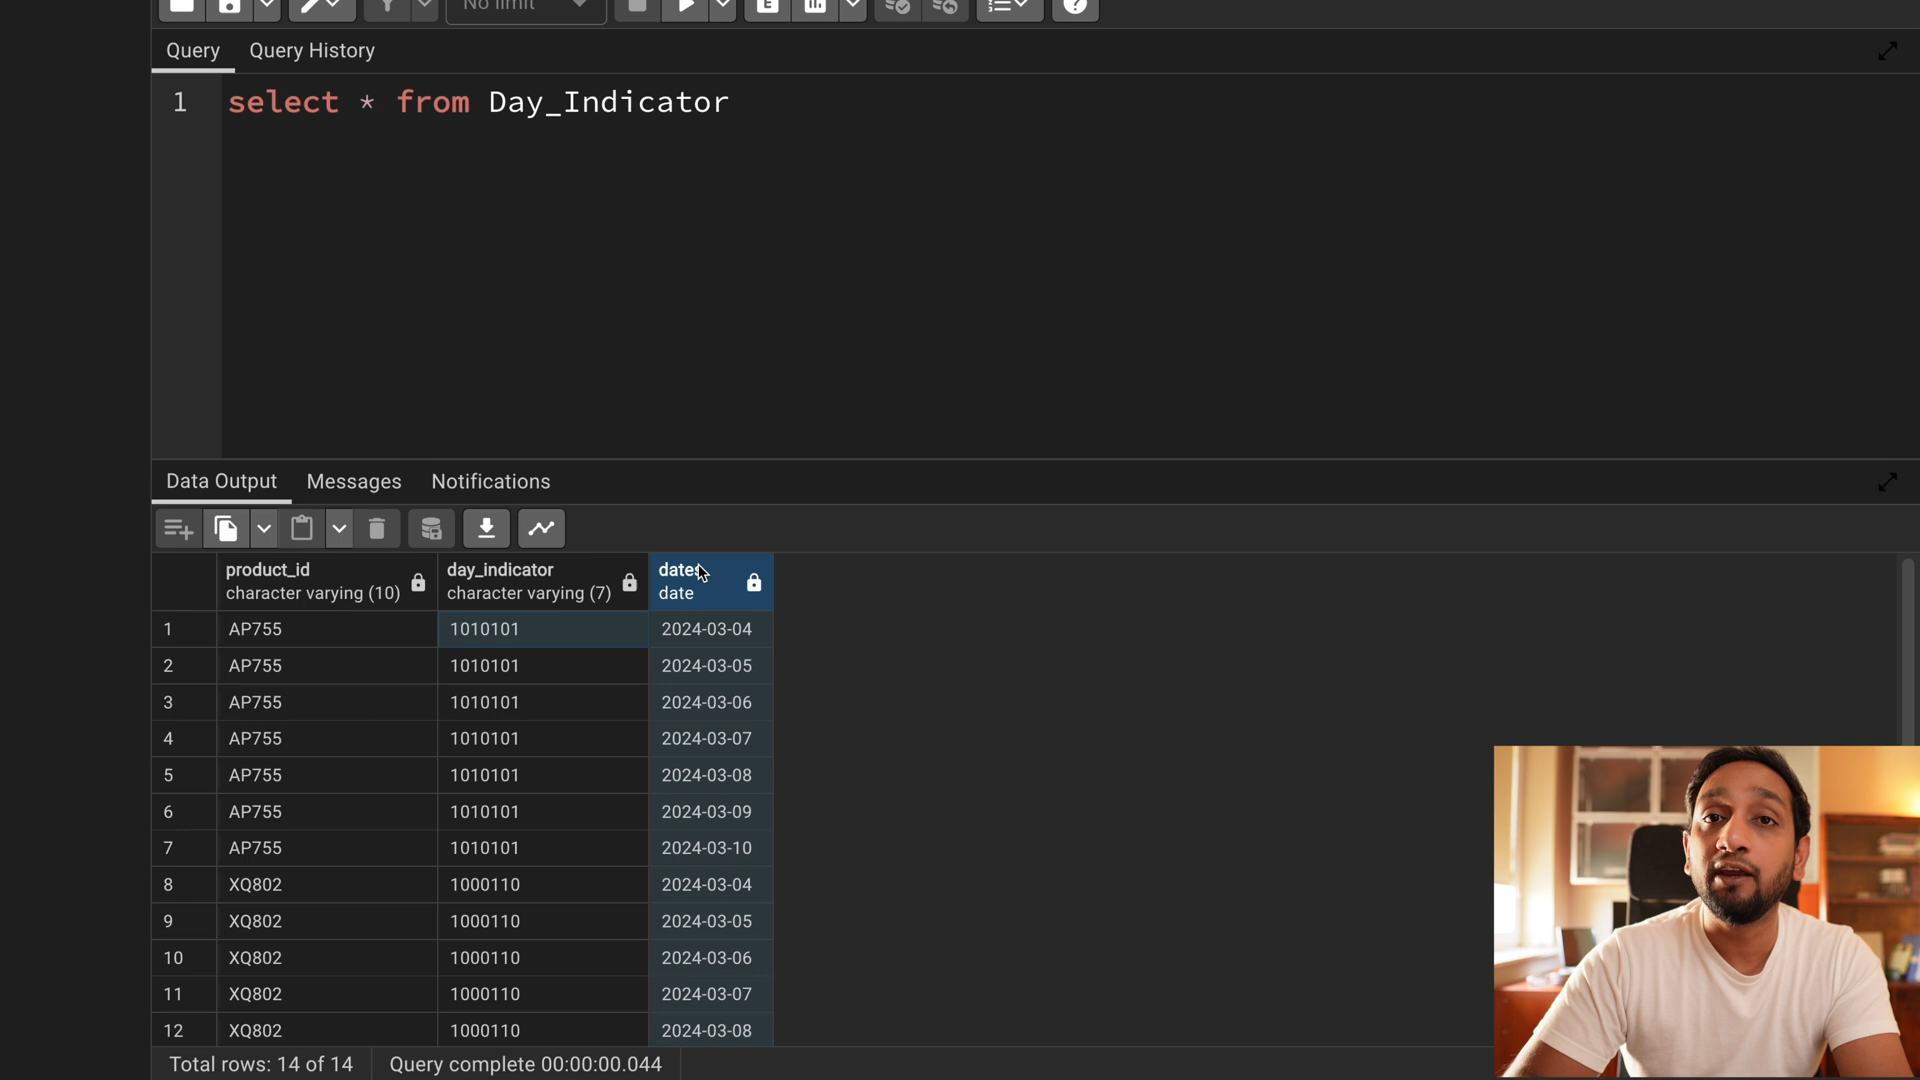 No limit
Query Query History
1 select * from Day_Indicator
Data Output Messages Notifications
product_id day_indicator dates
character varying (10) character varying (7) date
1 AP755 1010101 2024-03-04
2 AP755 1010101 2024-03-05
3 AP755 1010101 2024-03-06
4 AP755 1010101 2024-03-07
5 AP755 1010101 2024-03-08
6 AP755 1010101 2024-03-09
7 AP755 1010101 2024-03-10
8 XQ802 1000110 2024-03-04
9 XQ802 1000110 2024-03-05
10 XQ802 1000110 2024-03-06
11 XQ802 1000110 2024-03-07
12 XQ802 1000110 2024-03-08
Total rows: 14 of 14 Query complete 00:00:00.044